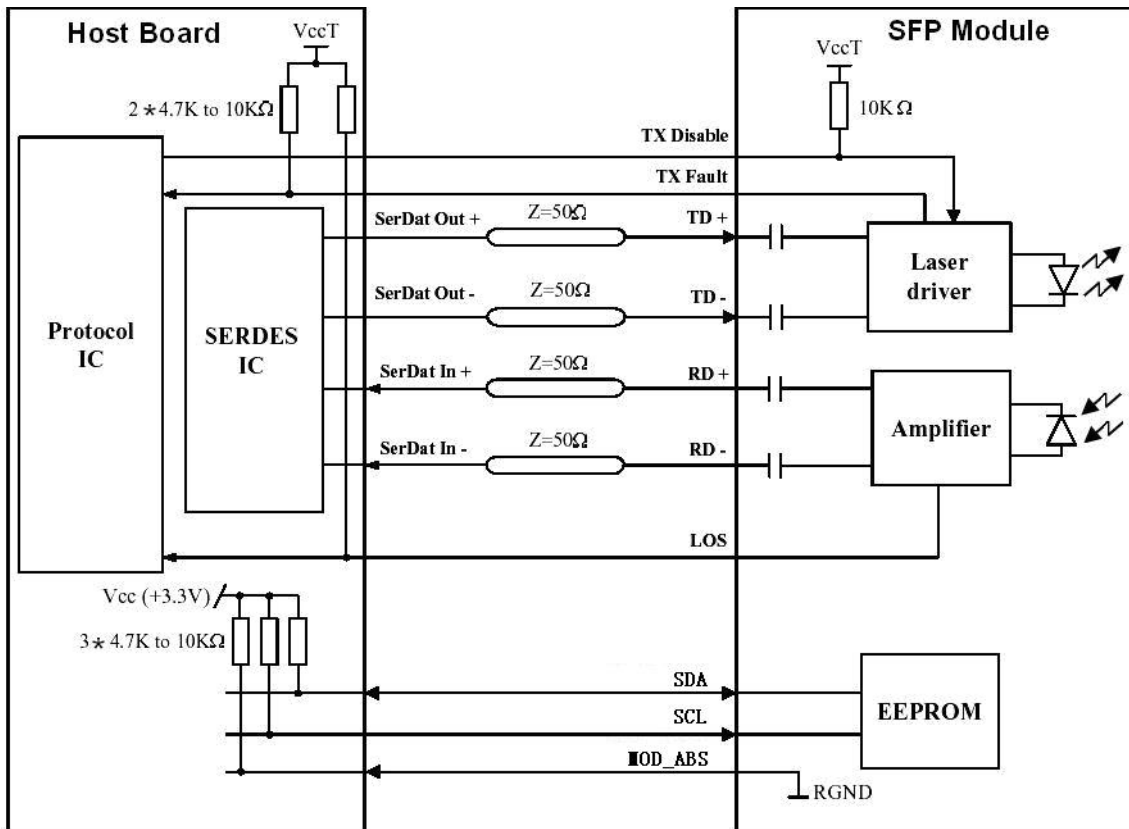 Host Board
SFP Module
VccT
VccT
2*4.7K to 10KΩ
10KΩ
TX Disable
TX Fault
SerDat Out +
Z=50Ω
TD +
SerDat Out -
Z=50Ω
TD -
Laser
driver
Protocol
IC
SERDES
IC
SerDat In +
Z=50Ω
RD +
SerDat In -
Z=50Ω
RD -
Amplifier
LOS
Vcc (+3.3V)
3*4.7K to 10KΩ
SDA
SCL
MOD_ABS
EEPROM
RGND